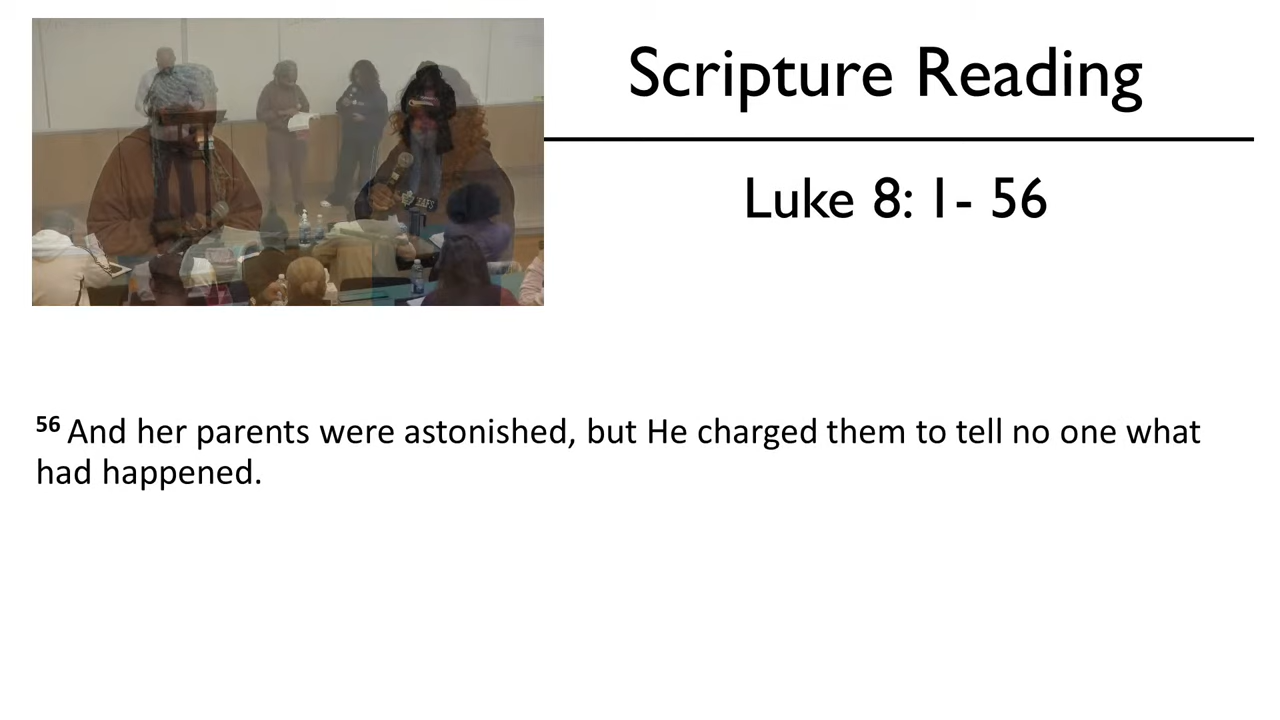 Scripture Reading
Luke 8: 1- 56
56 And her parents were astonished, but He charged them to tell no one what
had happened.